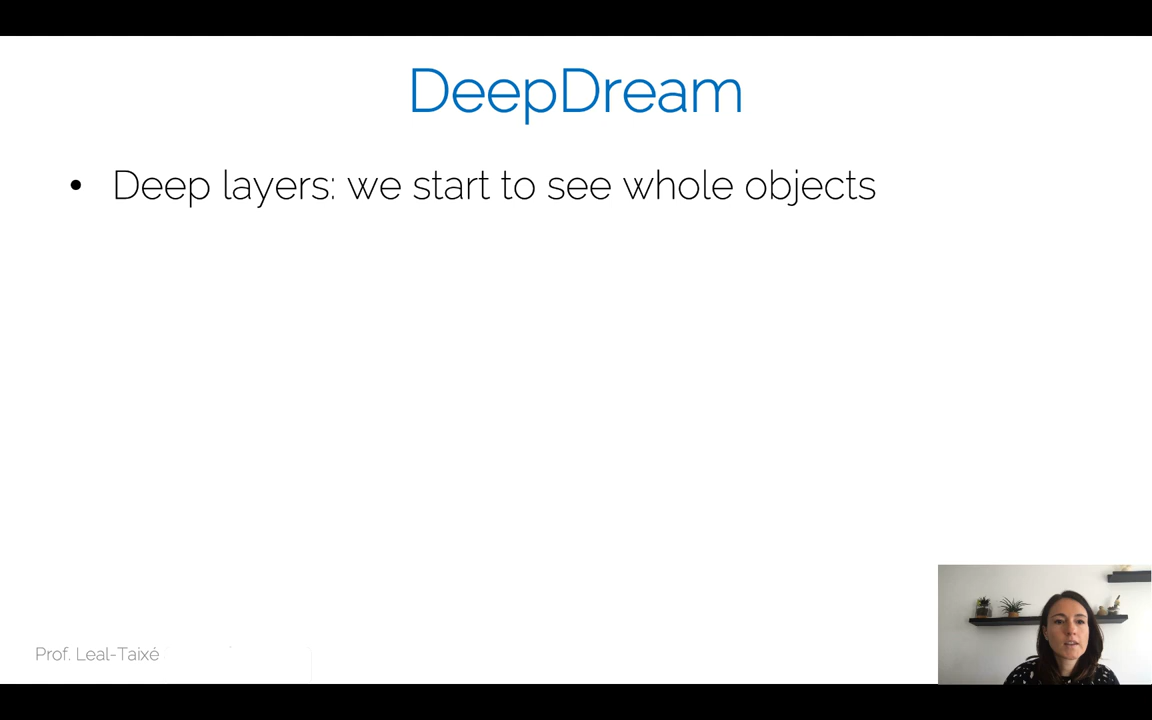 DeepDream
• Deep layers: we start to see whole objects
Prof. Leal-Taixé